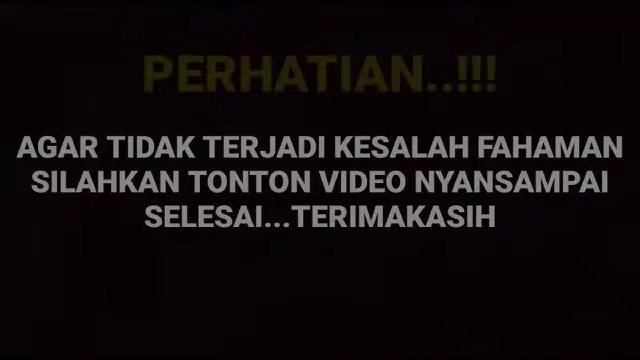 PERHATIAN..!!!
AGAR TIDAK TERJADI KESALAH FAHAMAN
SILAHKAN TONTON VIDEO NYANSAMPAI
SELESAI...TERIMAKASIH